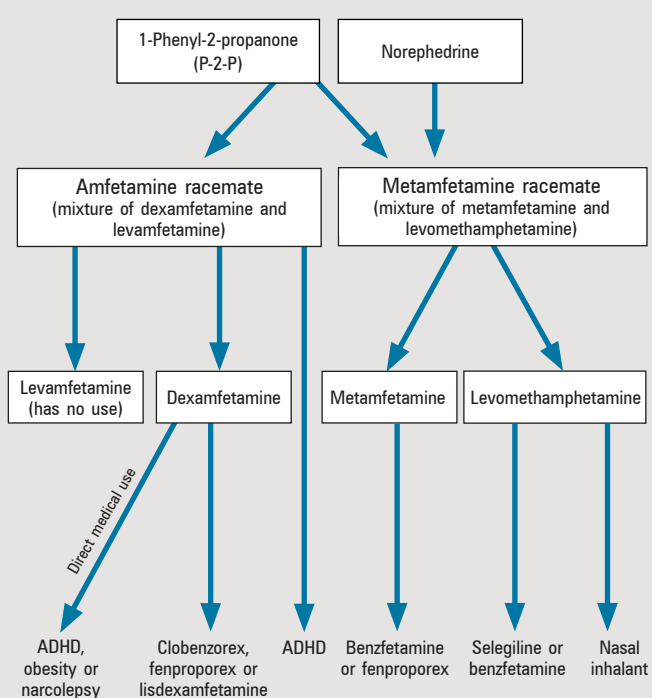 1-Phenyl-2-propanone
(P-2-P)
Norephedrine
Amfetamine racemate
(mixture of dexamfetamine and
levamfetamine)
Metamfetamine racemate
(mixture of metamfetamine and
levomethamphetamine)
Levamfetamine
(has no use)
Dexamfetamine
Metamfetamine
Levomethamphetamine
Direct medical use
ADHD,
obesity or
narcolepsy
Clobenzorex,
fenproporex or
lisdexamfetamine
ADHD
Benzfetamine
or fenproporex
Selegiline or
benzfetamine
Nasal
inhalant